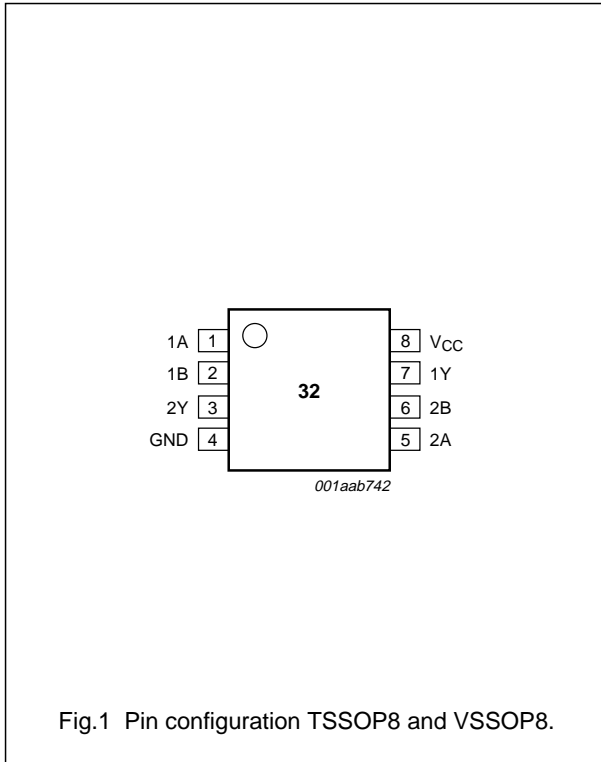 1A 1 8 VCC
1B 2 7 1Y
32
2Y 3 6 2B
GND 4 5 2A
001aab742
Fig.1 Pin configuration TSSOP8 and VSSOP8.